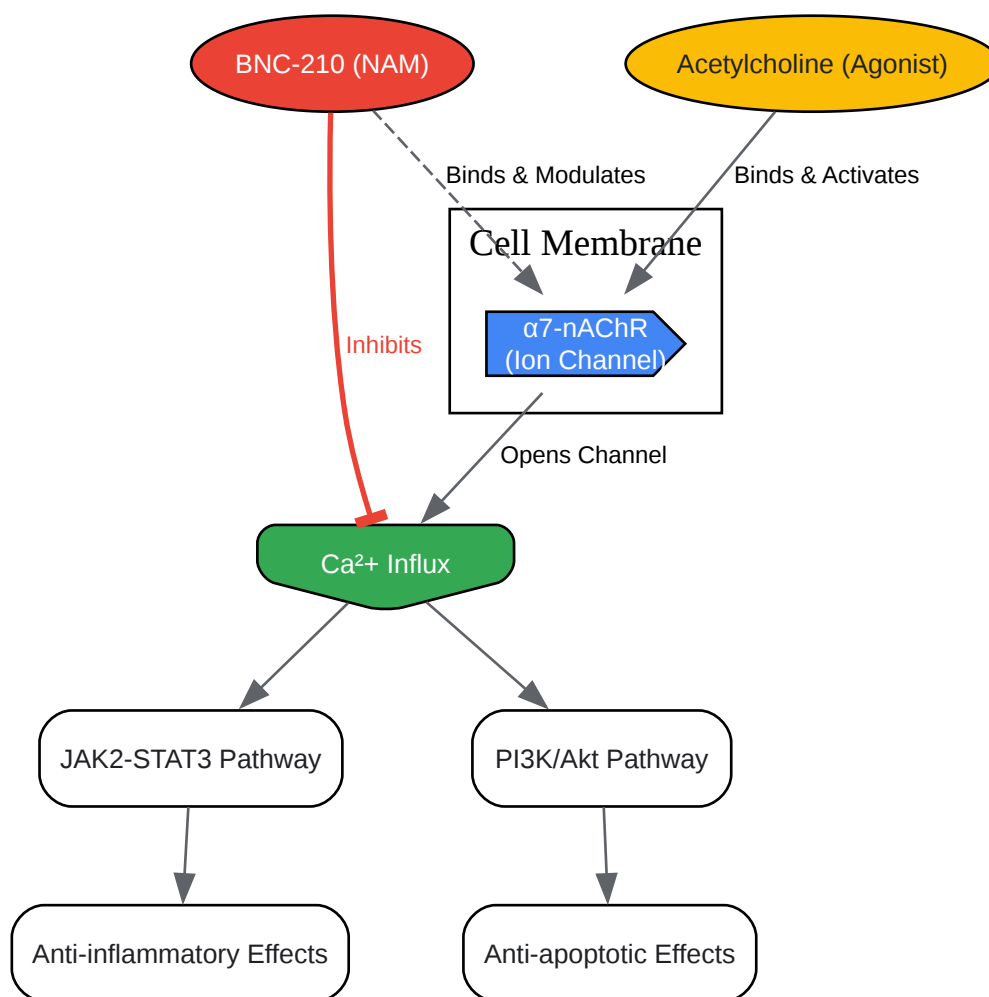 BNC-210 (NAM)
Acetylcholine (Agonist)
Binds & Modulates
Binds & Activates
Cell Membrane
α7-nAChR
(Ion Channel)
Inhibits
Opens Channel
Ca²+ Influx
JAK2-STAT3 Pathway
PI3K/Akt Pathway
Anti-inflammatory Effects
Anti-apoptotic Effects